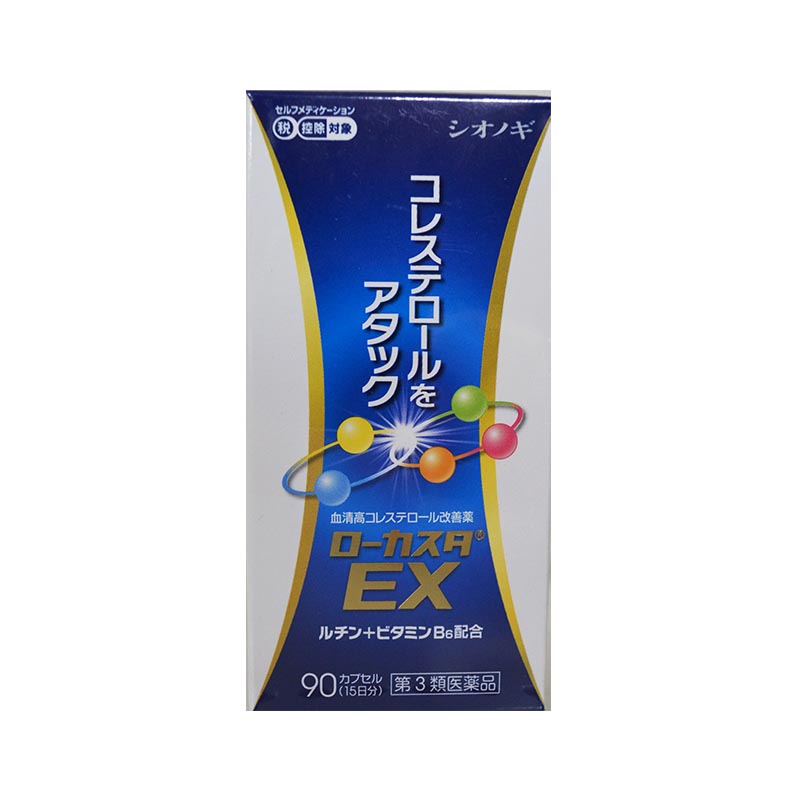 セルフメディケーション
税 控除 対象
シオノギ
コレステロールを
アタック
血清高コレステロール改善薬
ローカスタ®
EX
ルチン+ビタミンB6配合
90カプセル
(15日分)
第3類医薬品